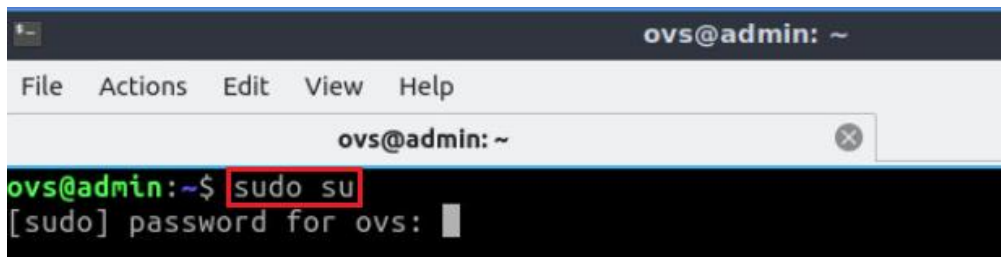 ovs@admin: ~
File Actions Edit View Help
ovs@admin: ~
ovs@admin:~$ sudo su
[sudo] password for ovs: